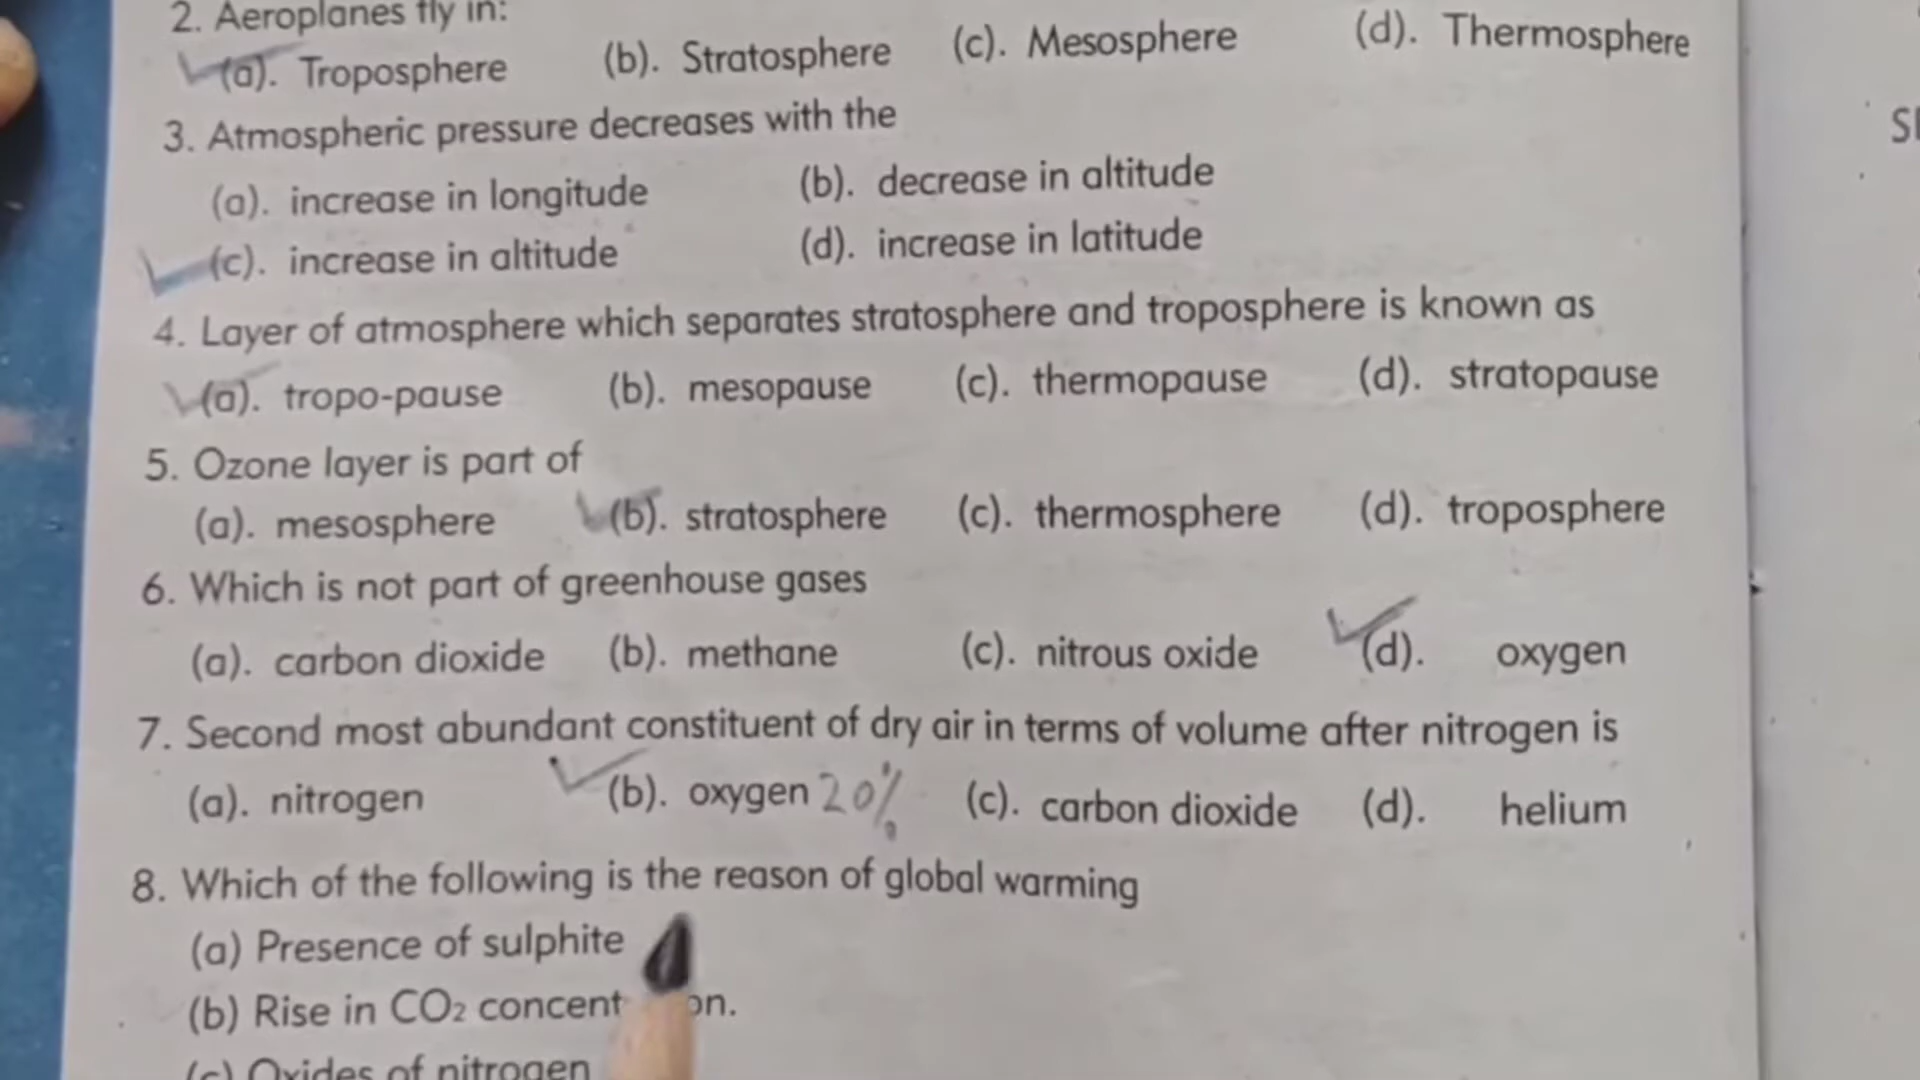 2. Aeroplanes fly in:
(a). Troposphere (b). Stratosphere (c). Mesosphere (d). Thermosphere
3. Atmospheric pressure decreases with the
(a). increase in longitude (b). decrease in altitude
(c). increase in altitude (d). increase in latitude
4. Layer of atmosphere which separates stratosphere and troposphere is known as
(a). tropo-pause (b). mesopause (c). thermopause (d). stratopause
5. Ozone layer is part of
(a). mesosphere (b). stratosphere (c). thermosphere (d). troposphere
6. Which is not part of greenhouse gases
(a). carbon dioxide (b). methane (c). nitrous oxide (d). oxygen
7. Second most abundant constituent of dry air in terms of volume after nitrogen is
(a). nitrogen (b). oxygen 20% (c). carbon dioxide (d). helium
8. Which of the following is the reason of global warming
(a) Presence of sulphite
(b) Rise in CO₂
(c) Oxides of nitrogen